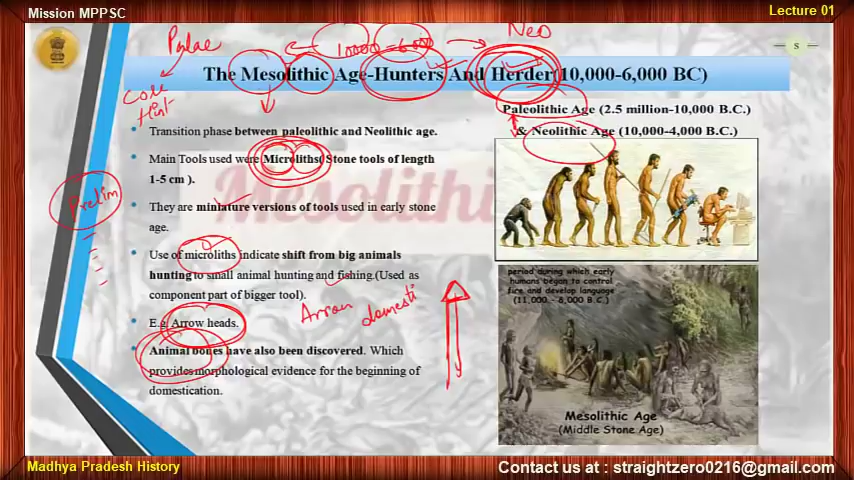 Mission MPPSC
Lecture 01
Palae
10000 - 6000
Neo
The Mesolithic Age-Hunters And Herder(10,000-6,000 BC)
Core
flint
Paleolithic Age (2.5 million-10,000 B.C.)
& Neolithic Age (10,000-4,000 B.C.)
Transition phase between paleolithic and Neolithic age.
Main Tools used were Microliths( Stone tools of length
1-5 cm ).
Prelim
They are miniature versions of tools used in early stone
age.
Use of microliths indicate shift from big animals
hunting to small animal hunting and fishing.(Used as
component part of bigger tool).
Arrow
domesti
E.g. Arrow heads.
Animal bones have also been discovered. Which
provides morphological evidence for the beginning of
domestication.
period during which early
humans began to control
fire and develop language
(11,000 - 8,000 B.C.)
Mesolithic Age
(Middle Stone Age)
Madhya Pradesh History
Contact us at : straightzero0216@gmail.com